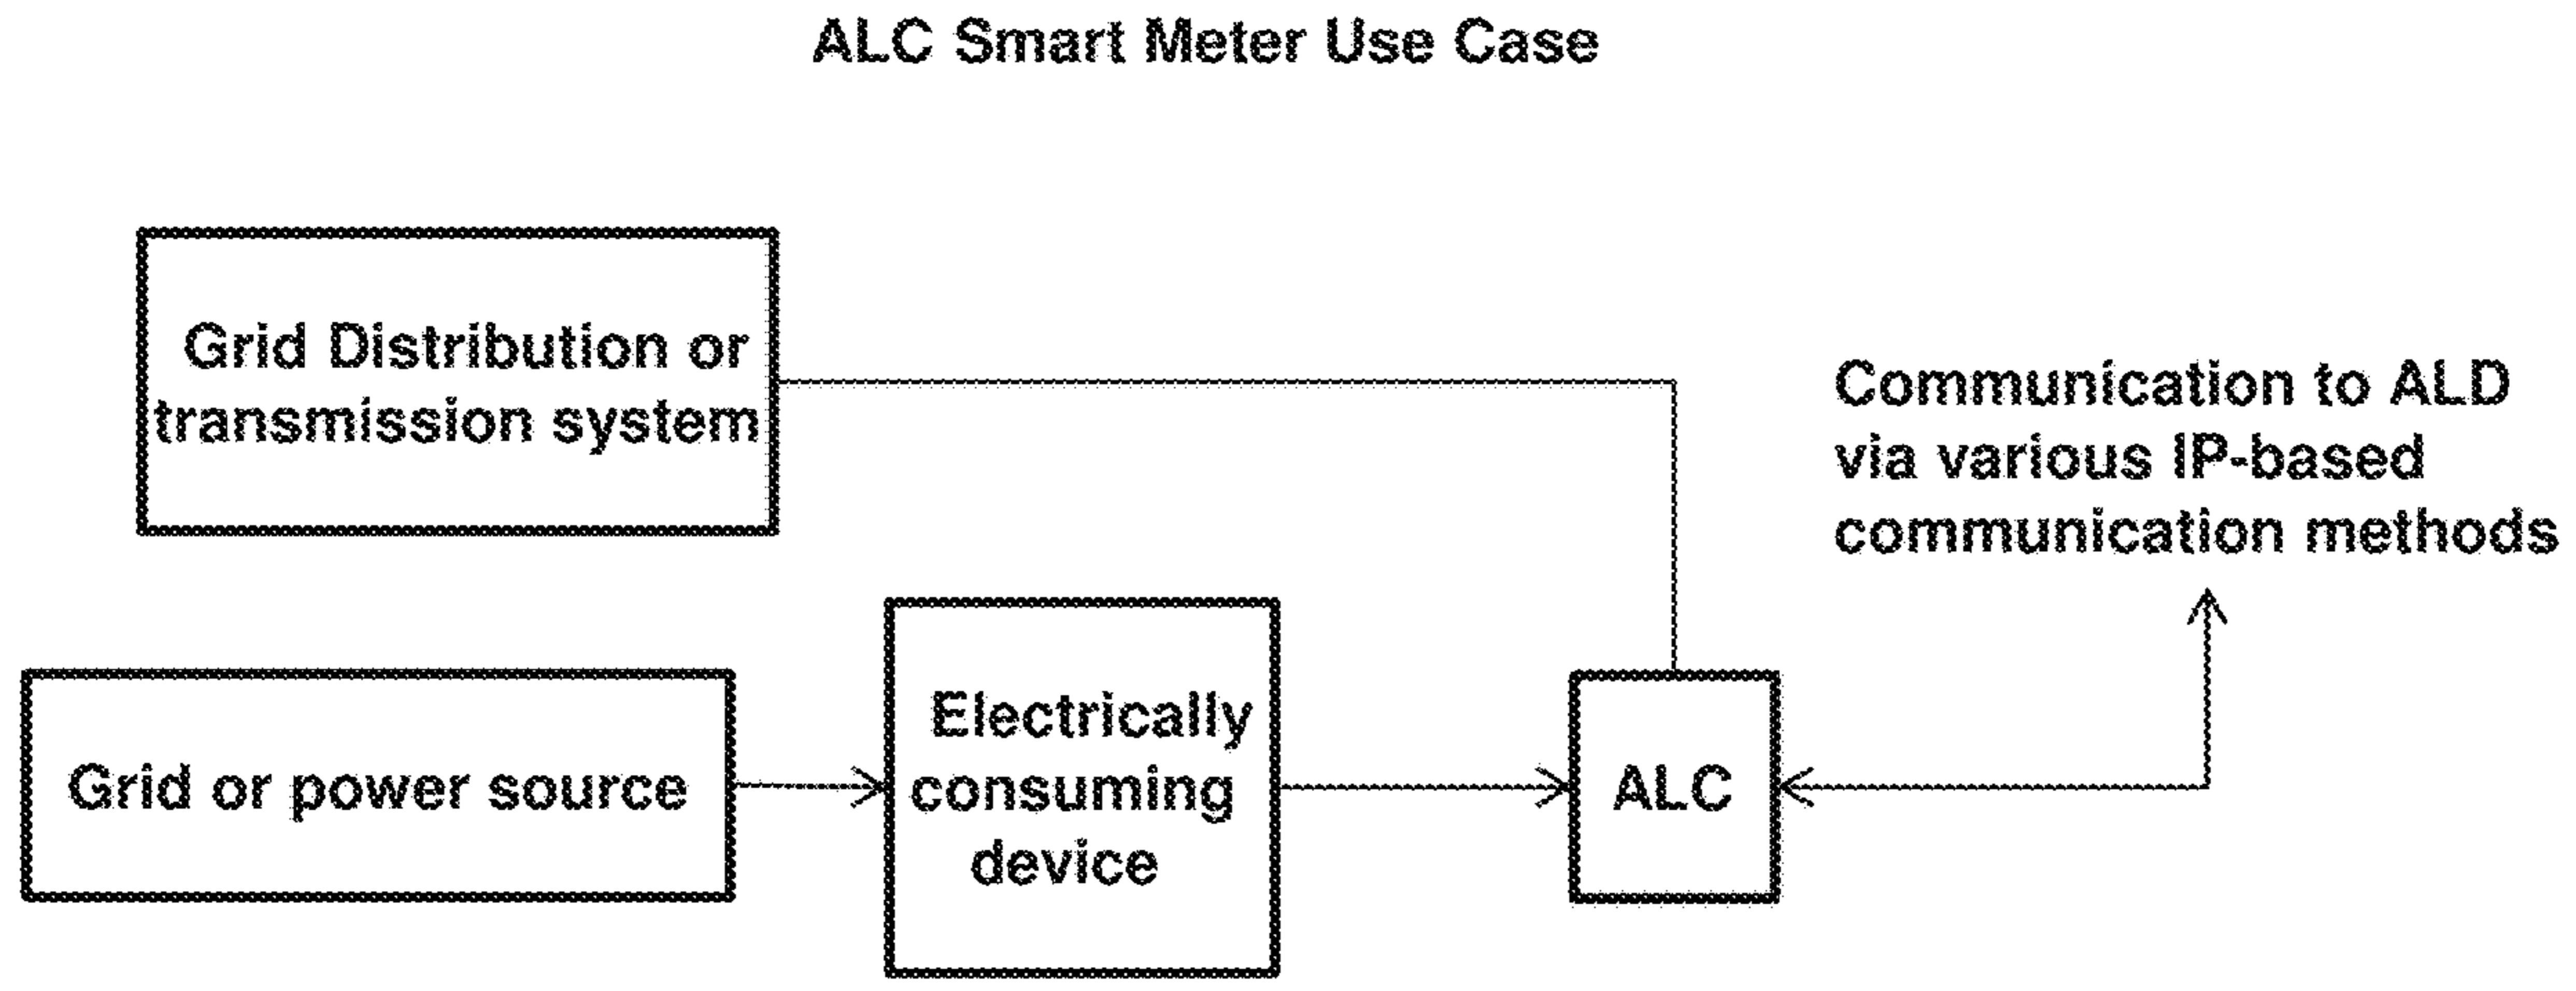 ALC Smart Meter Use Case
Grid Distribution or
transmission system
Communication to ALD
via various IP-based
communication methods
Grid or power source
Electrically
consuming
device
ALC